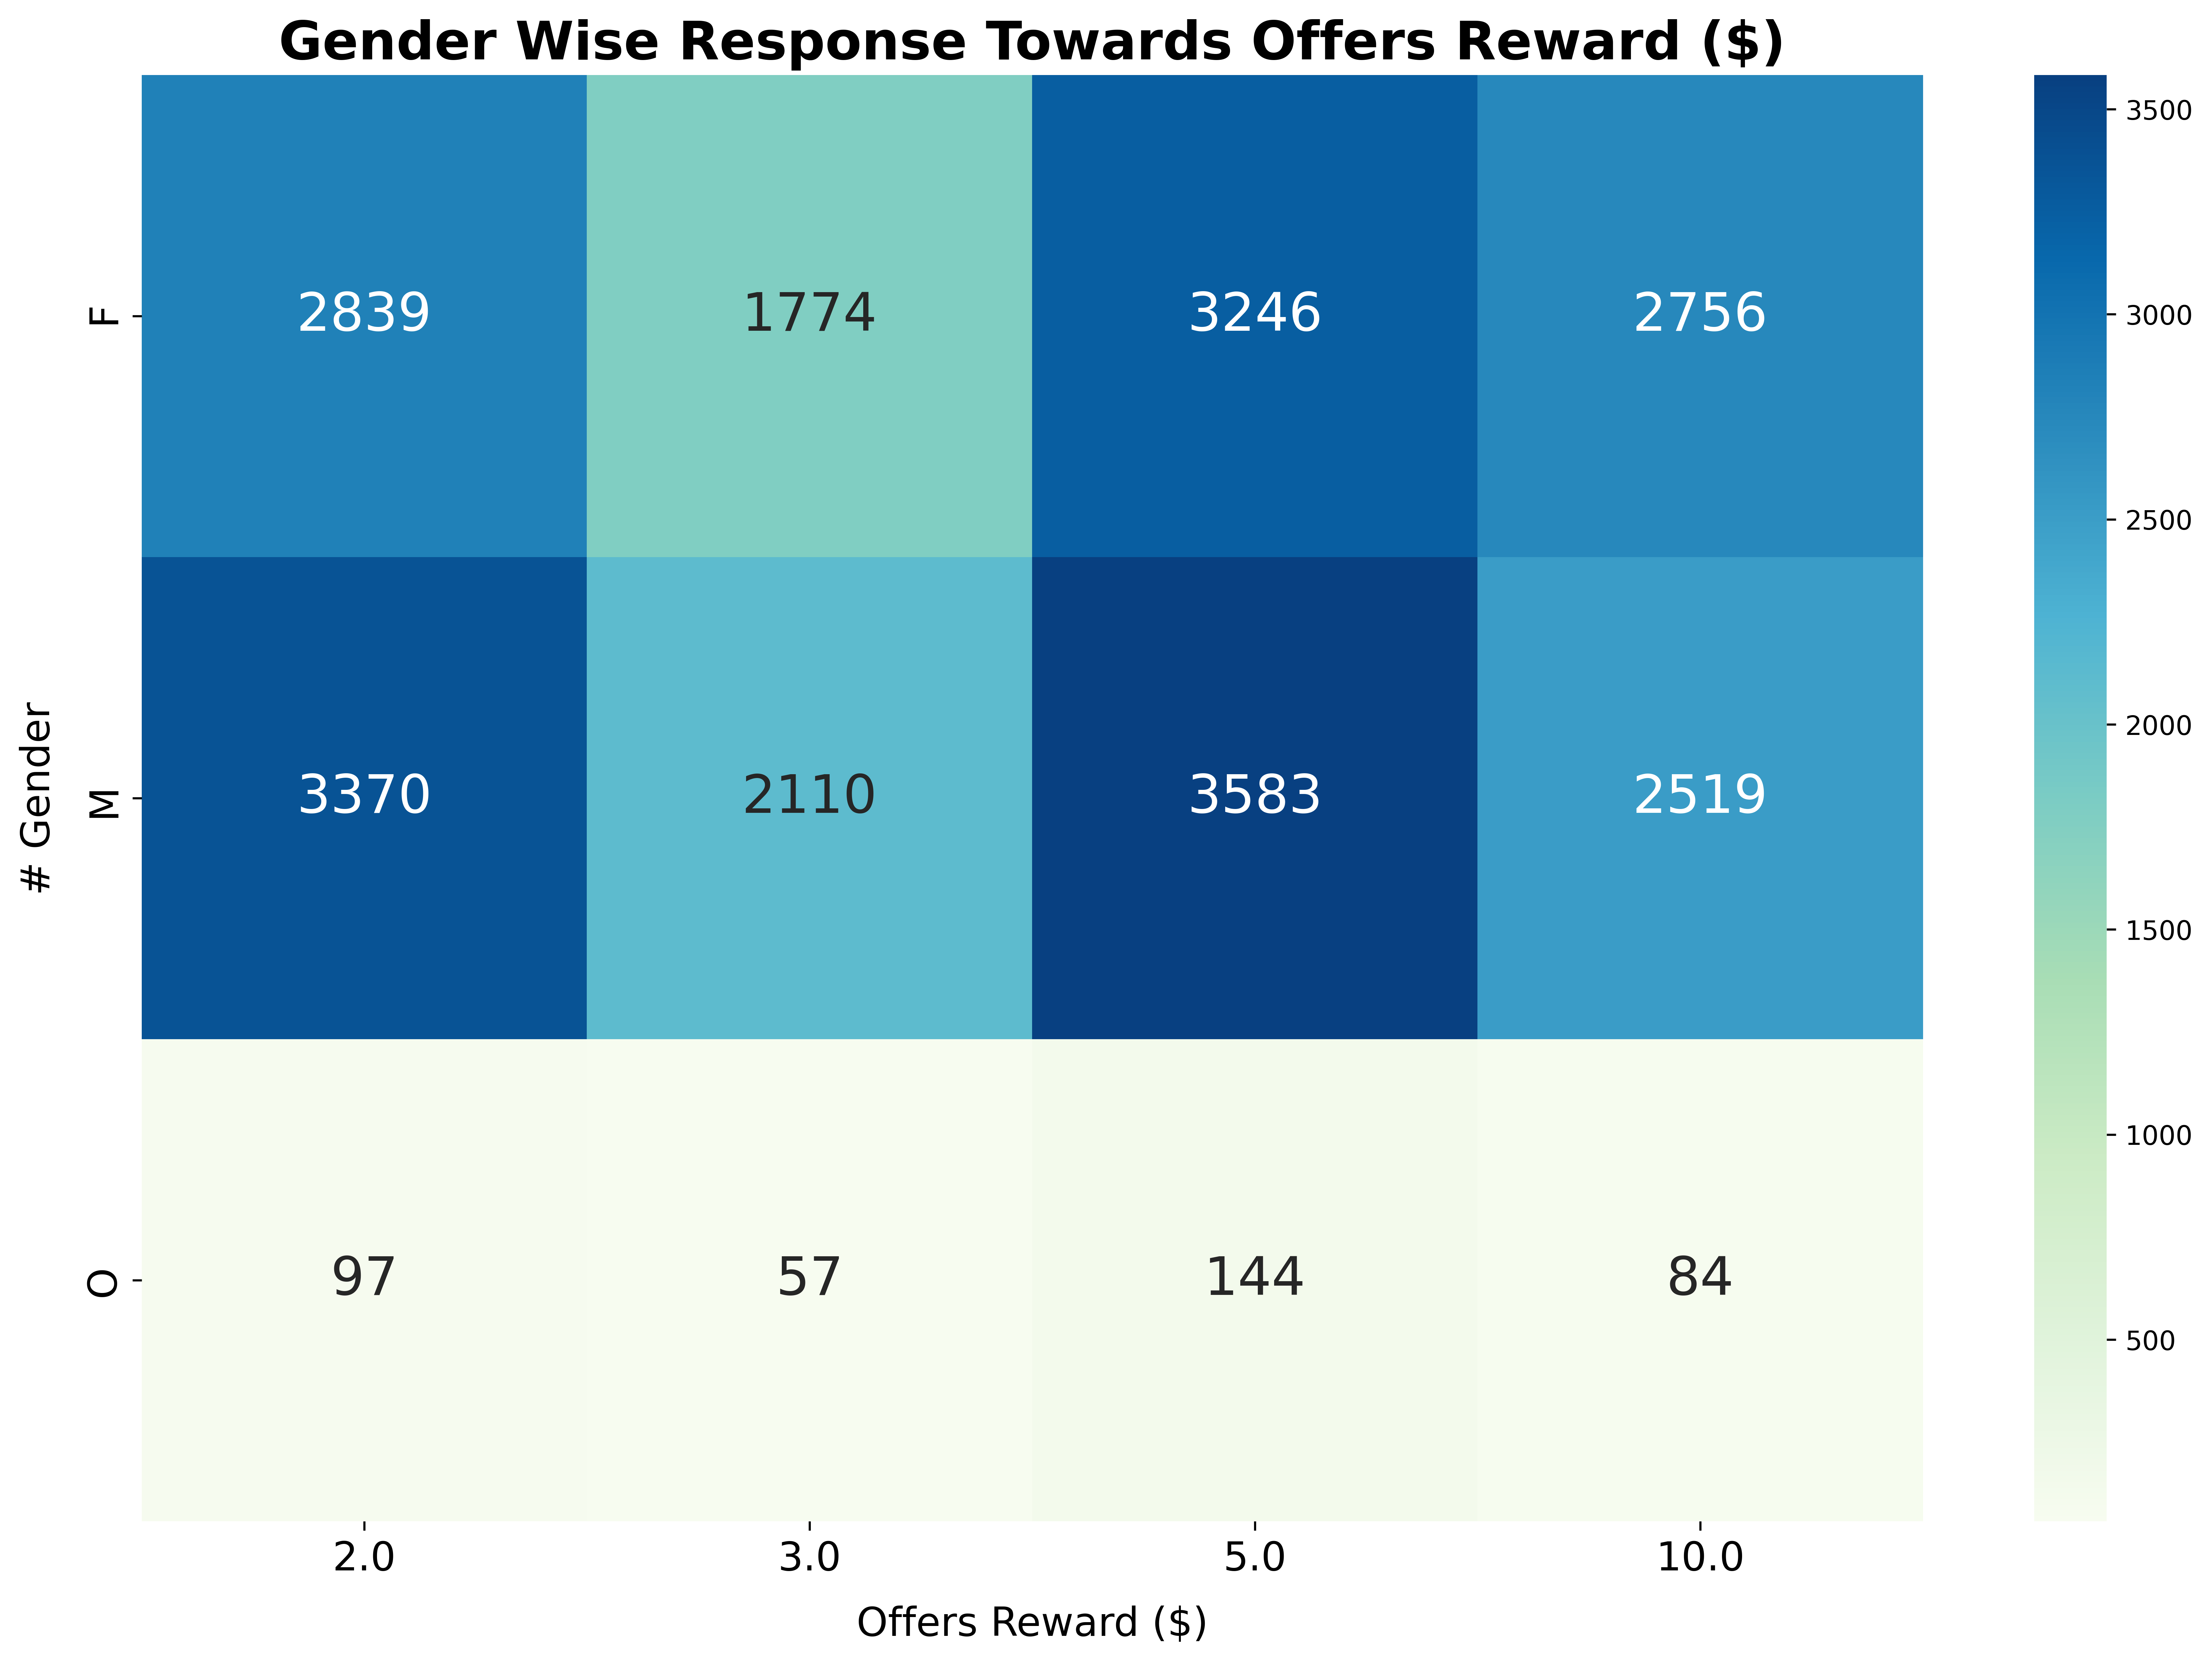 Gender Wise Response Towards Offers Reward ($)
# Gender
F
2839 1774 3246 2756
M
3370 2110 3583 2519
O
97 57 144 84
2.0 3.0 5.0 10.0
Offers Reward ($)
3500
3000
2500
2000
1500
1000
500